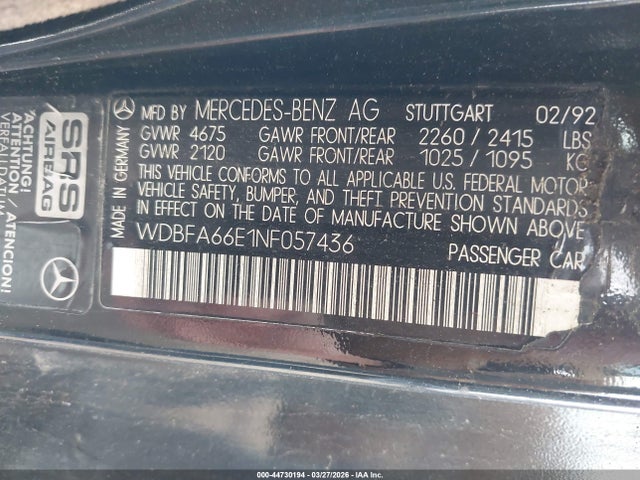 MFD BY MERCEDES-BENZ AG STUTTGART 02/92
GVWR 4675 GAWR FRONT/REAR 2260/2415 LBS
GVWR 2120 GAWR FRONT/REAR 1025/1095 KG
THIS VEHICLE CONFORMS TO ALL APPLICABLE U.S. FEDERAL MOTOR
VEHICLE SAFETY, BUMPER, AND THEFT PREVENTION STANDARDS
IN EFFECT ON THE DATE OF MANUFACTURE SHOWN ABOVE
WDBFA66E1NF057436 PASSENGER CAR
MADE IN GERMANY
SRS
AIRBAG
ACHTUNG!
ATTENTION
ATENCION!
000-44730194 - 03/27/2026 - IAA Inc.